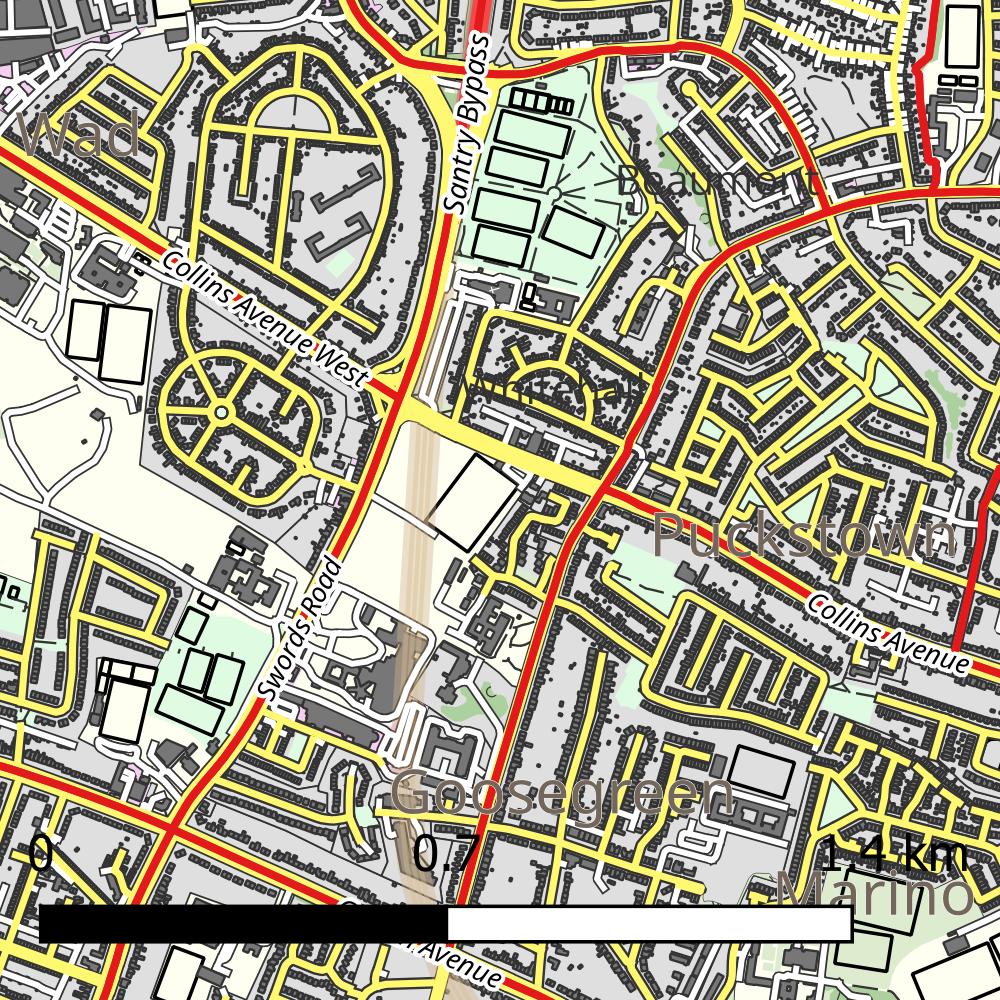 Santry Bypass
Wad
Beaumont
Collins Avenue West
Whitehall
Puckstown
Collins Avenue
Swords Road
Goosegreen
0
0.7
1.4 km
Marino
Avenue